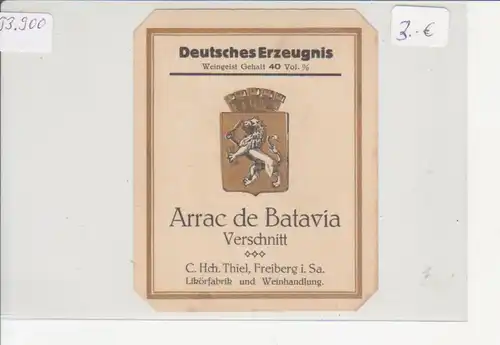 93.900
3.-€
Deutsches Erzeugnis
Weingeist Gehalt 40 Vol. %
Arrac de Batavia
Verschnitt
C. Hch. Thiel, Freiberg i. Sa.
Likörfabrik und Weinhandlung.